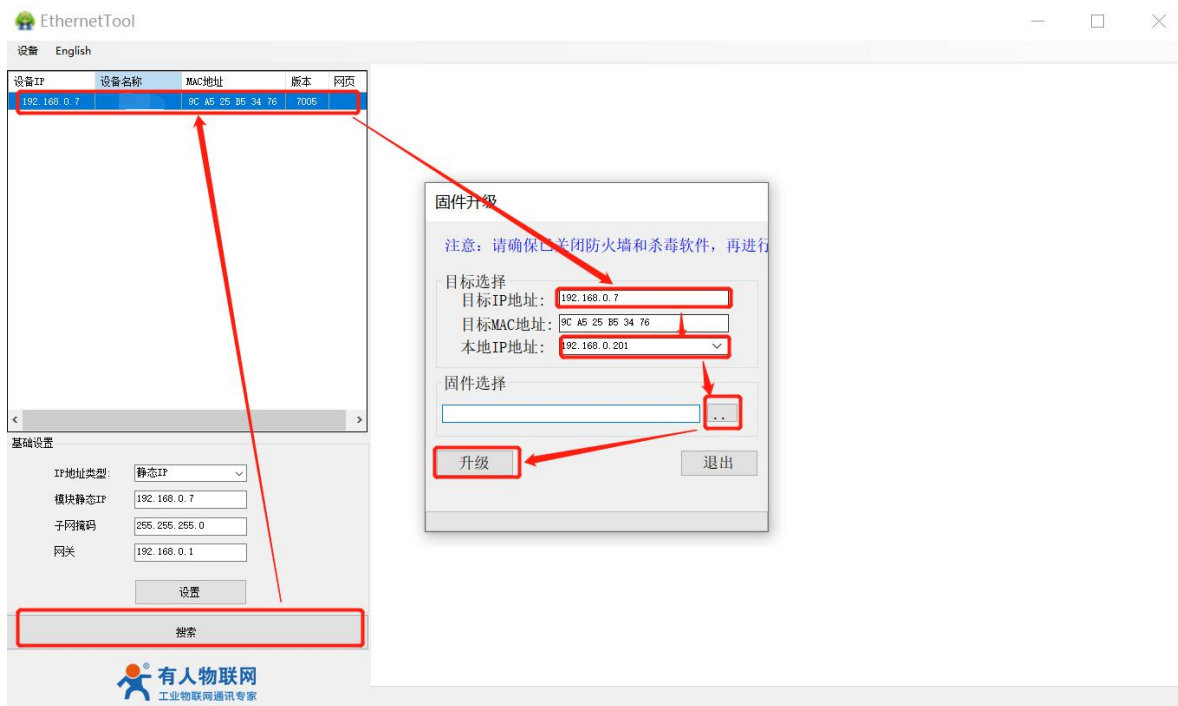 EthernetTool
设备 English
设备IP 设备名称 MAC地址 版本 网页
192.168.0.7 9C A5 25 B5 34 76 7005
固件升级
注意：请确保已关闭防火墙和杀毒软件，再进行
目标选择
目标IP地址： 192.168.0.7
目标MAC地址： 9C A5 25 B5 34 76
本地IP地址： 192.168.0.201
固件选择
..
升级 退出
基础设置
IP地址类型: 静态IP
模块静态IP 192.168.0.7
子网掩码 255.255.255.0
网关 192.168.0.1
设置
搜索
有人物联网
工业物联网通讯专家